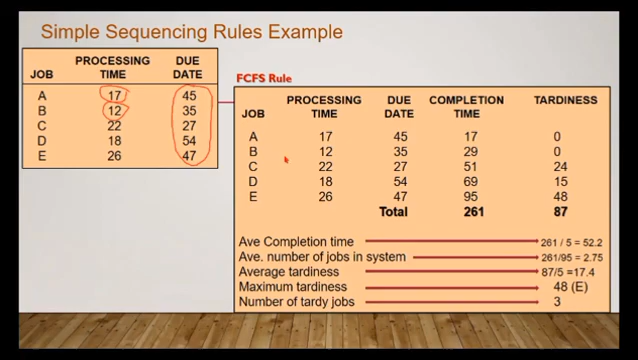 Simple Sequencing Rules Example
PROCESSING DUE
JOB TIME DATE
A 17 45
B 12 35
C 22 27
D 18 54
E 26 47
FCFS Rule
PROCESSING DUE COMPLETION TARDINESS
JOB TIME DATE TIME
A 17 45 17 0
B 12 35 29 0
C 22 27 51 24
D 18 54 69 15
E 26 47 95 48
Total 261 87
Ave Completion time 261 / 5 = 52.2
Ave. number of jobs in system 261/95 = 2.75
Average tardiness 87/5 =17.4
Maximum tardiness 48 (E)
Number of tardy jobs 3